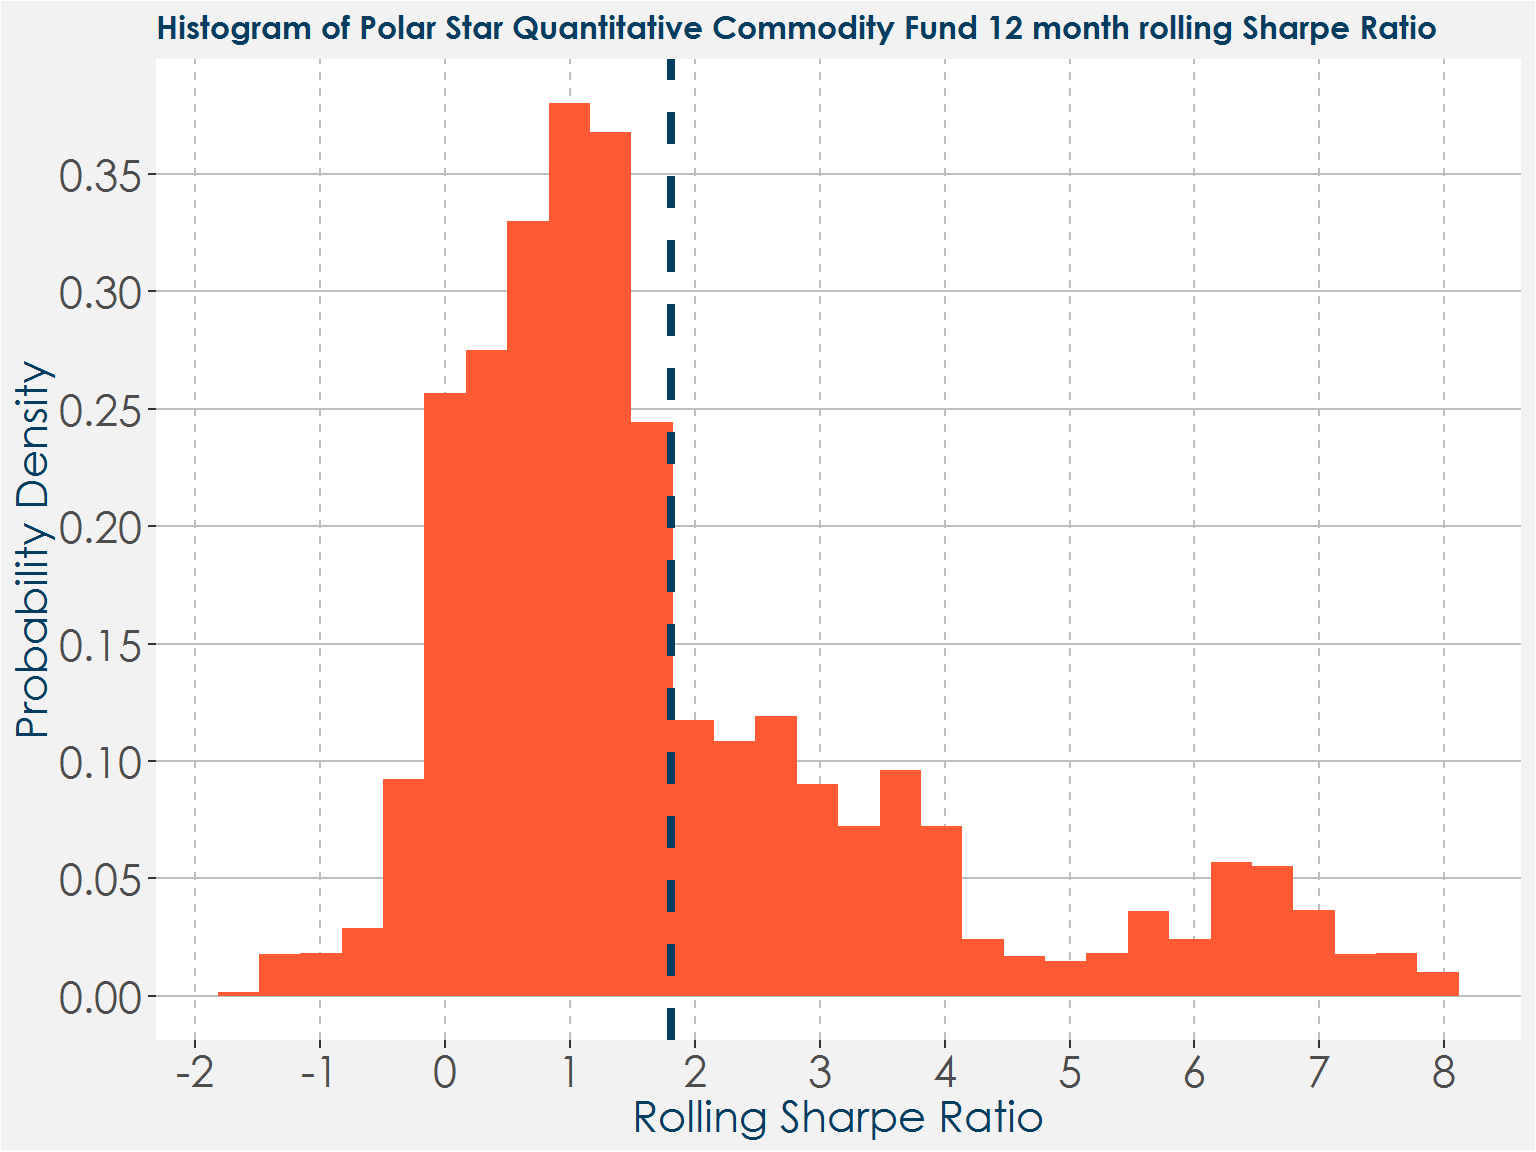 Histogram of Polar Star Quantitative Commodity Fund 12 month rolling Sharpe Ratio
Probability Density
0.35
0.30
0.25
0.20
0.15
0.10
0.05
0.00
-2 -1 0 1 2 3 4 5 6 7 8
Rolling Sharpe Ratio